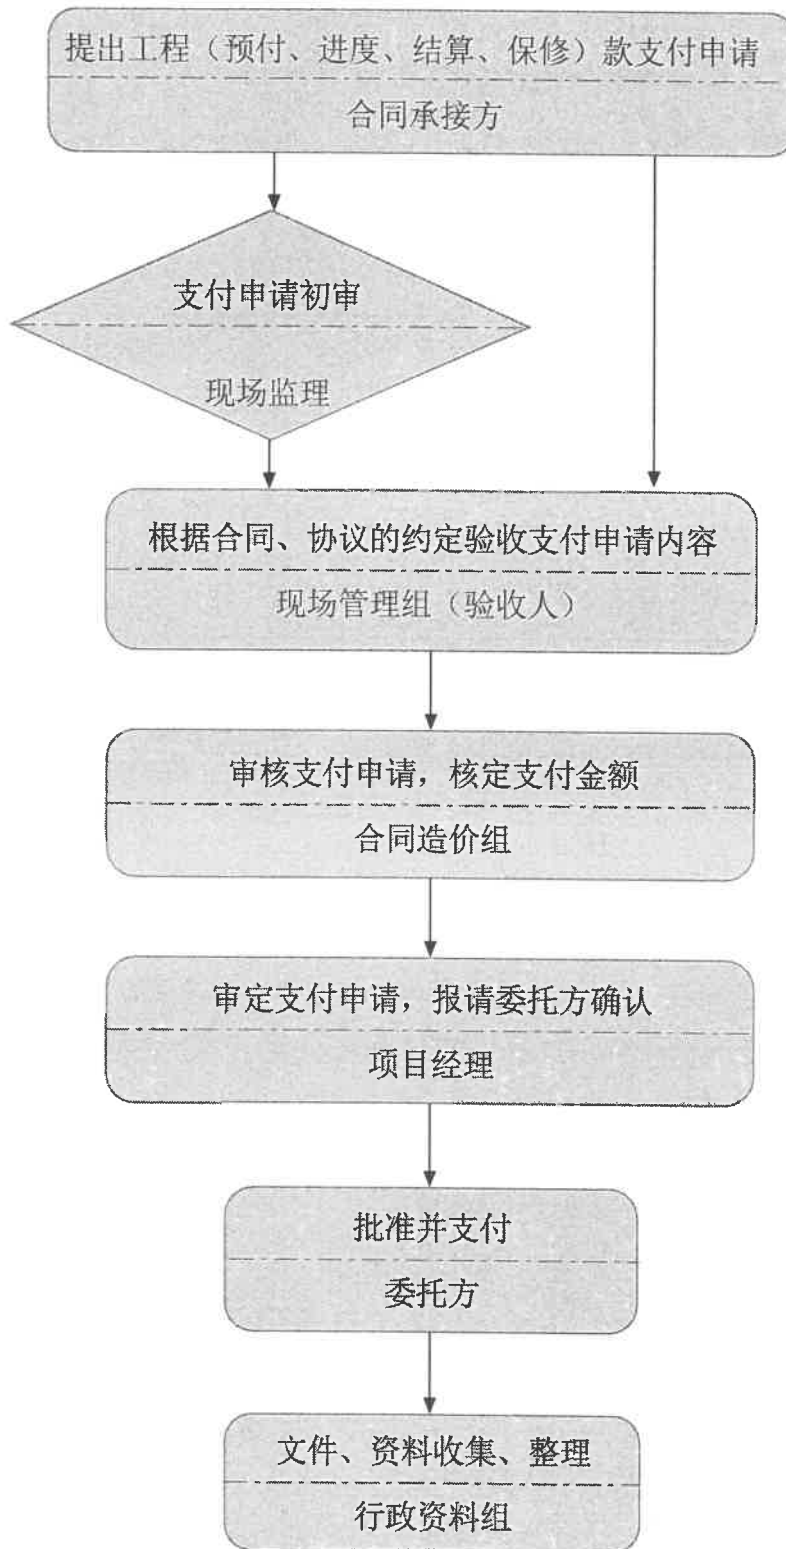 提出工程（预付、进度、结算、保修）款支付申请
合同承接方
支付申请初审
现场监理
根据合同、协议的约定验收支付申请内容
现场管理组（验收人）
审核支付申请，核定支付金额
合同造价组
审定支付申请，报请委托方确认
项目经理
批准并支付
委托方
文件、资料收集、整理
行政资料组